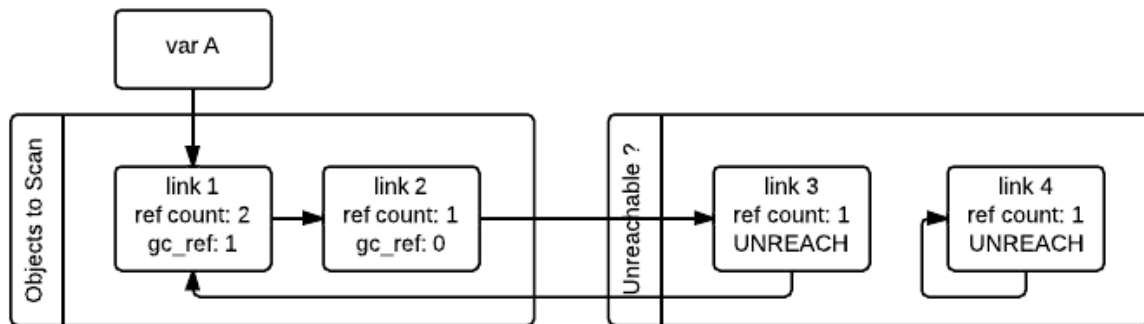 var A
Objects to Scan
link 1
ref count: 2
gc_ref: 1
link 2
ref count: 1
gc_ref: 0
Unreachable ?
link 3
ref count: 1
UNREACH
link 4
ref count: 1
UNREACH